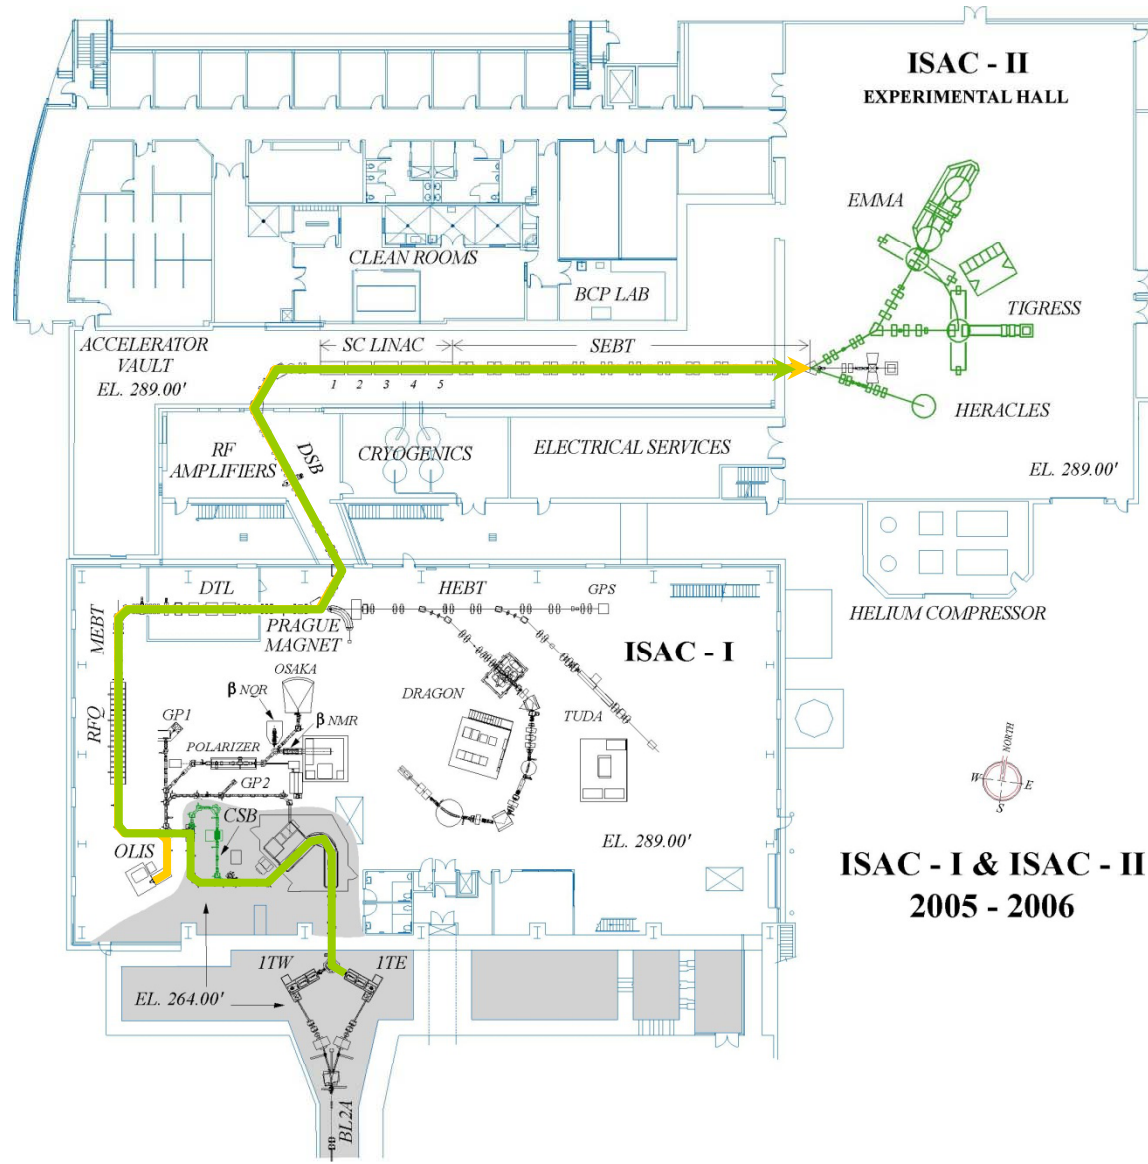 ISAC - II
EXPERIMENTAL HALL
EMMA
CLEAN ROOMS
BCP LAB
TIGRESS
ACCELERATOR
VAULT
EL. 289.00'
SC LINAC
SEBT
1 2 3 4 5
HERACLES
RF
AMPLIFIERS
DSB
CRYOGENICS
ELECTRICAL SERVICES
EL. 289.00'
DTL
HEBT
GPS
HELIUM COMPRESSOR
MEBT
PRAGUE
MAGNET
ISAC - I
OSAKA
β NQR
DRAGON
RFQ
GP1
β NMR
TUDA
POLARIZER
GP2
NORTH
W
E
S
CSB
OLIS
EL. 289.00'
ISAC - I & ISAC - II
2005 - 2006
1TW
1TE
EL. 264.00'
BL2A